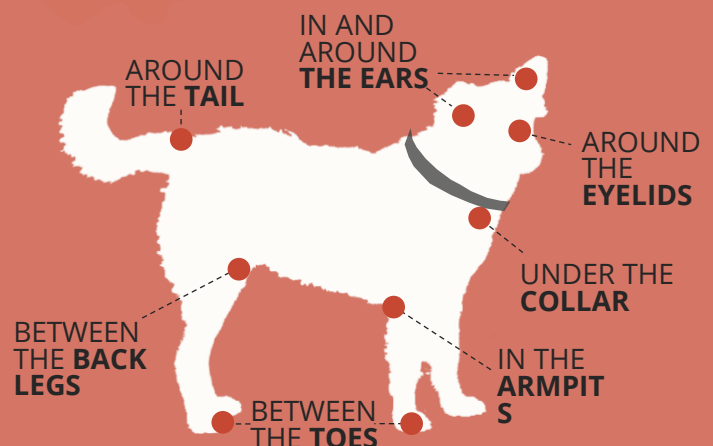 IN AND
AROUND
THE EARS
AROUND
THE TAIL
AROUND
THE
EYELIDS
UNDER THE
COLLAR
BETWEEN
THE BACK
LEGS
IN THE
ARMPIT
S
BETWEEN
THE TOES